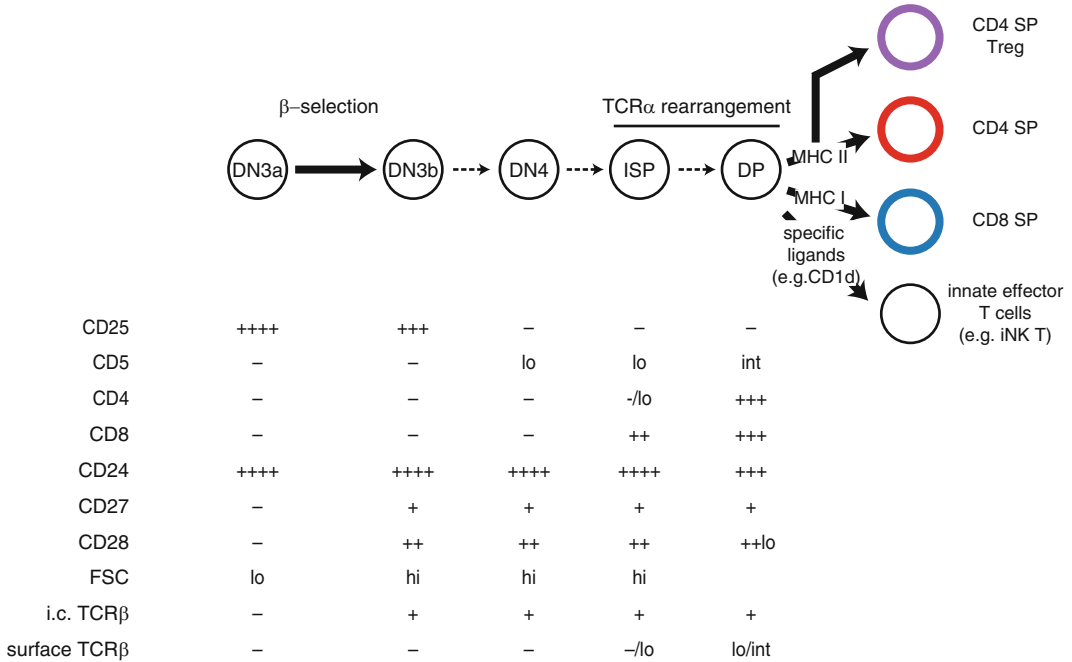 CD4 SP
Treg
β–selection
TCRα rearrangement
CD4 SP
DN3a DN3b DN4 ISP DP
MHC II
MHC I
CD8 SP
specific
ligands
(e.g.CD1d)
innate effector
T cells
(e.g. iNK T)
CD25 ++++ +++ – – –
CD5 – – lo lo int
CD4 – – – -/lo +++
CD8 – – – ++ +++
CD24 ++++ ++++ ++++ ++++ +++
CD27 – + + + +
CD28 – ++ ++ ++ ++lo
FSC lo hi hi hi
i.c. TCRβ – + + + +
surface TCRβ – – – –/lo lo/int